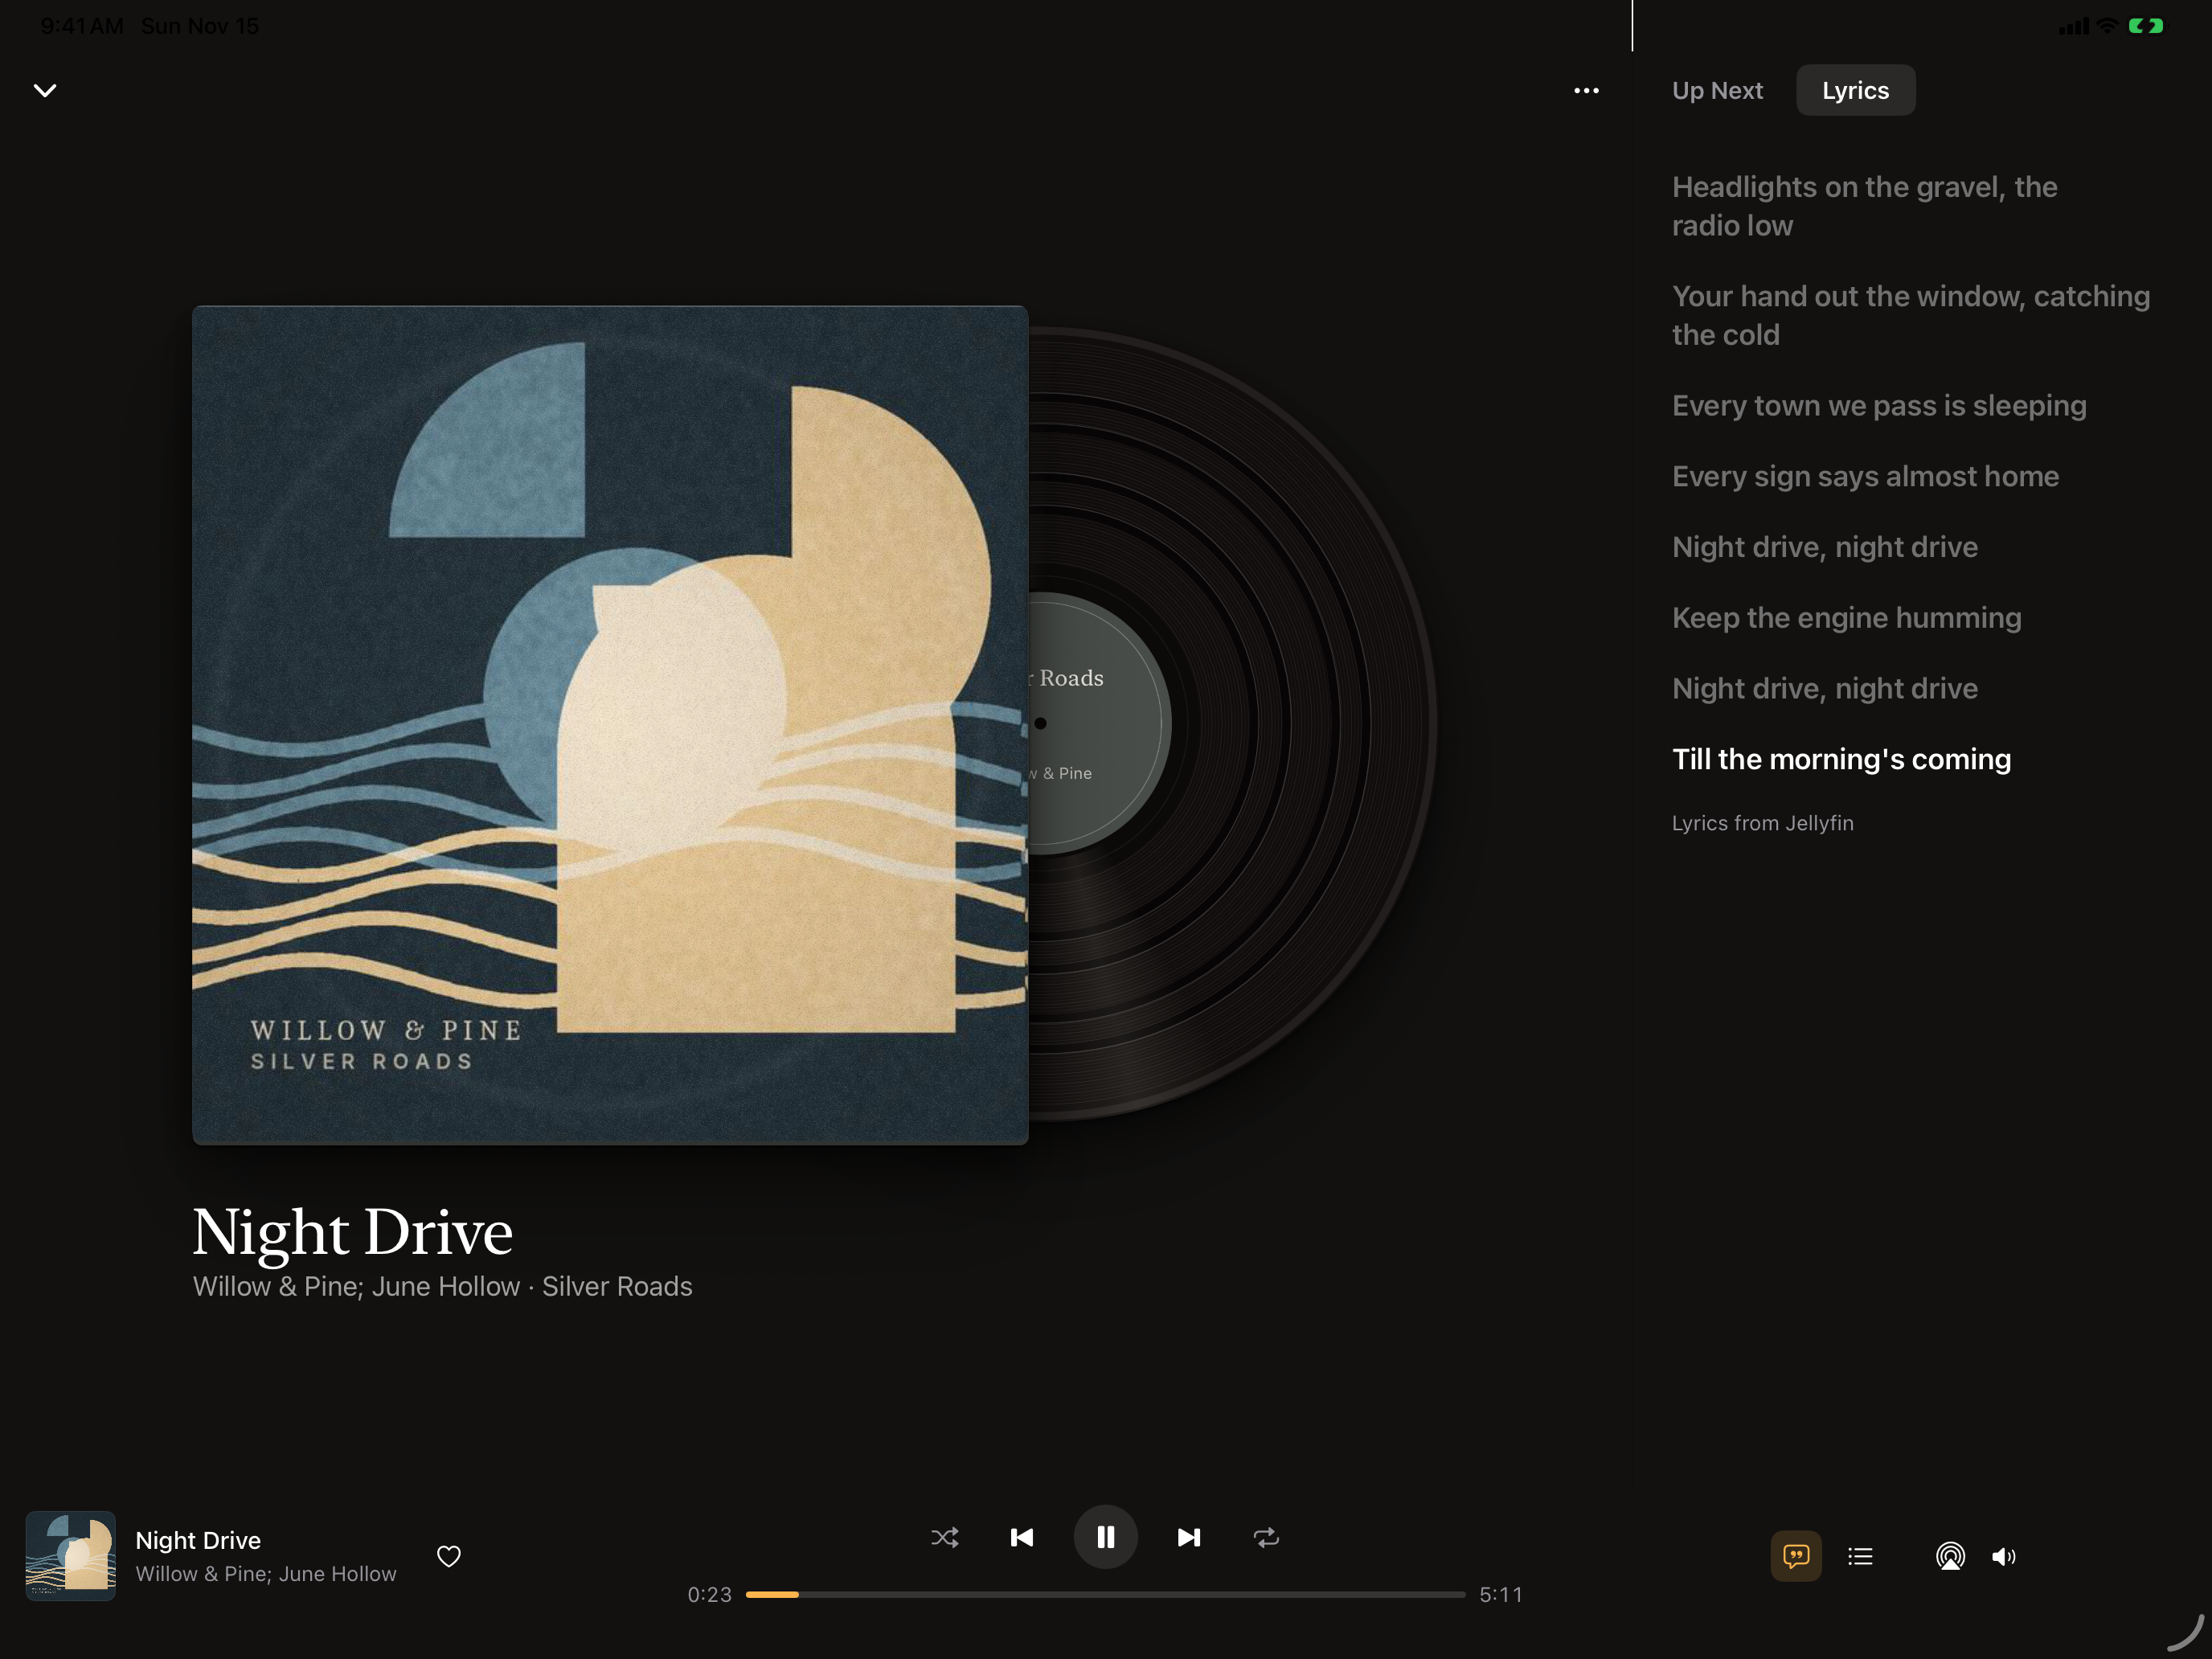 9:41 AM Sun Nov 15
Up Next
Lyrics
Headlights on the gravel, the
radio low
Your hand out the window, catching
the cold
Every town we pass is sleeping
Every sign says almost home
Night drive, night drive
Keep the engine humming
Night drive, night drive
Till the morning's coming
Lyrics from Jellyfin
Roads
& Pine
WILLOW & PINE
SILVER ROADS
Night Drive
Willow & Pine; June Hollow · Silver Roads
Night Drive
Willow & Pine; June Hollow
0:23
5:11